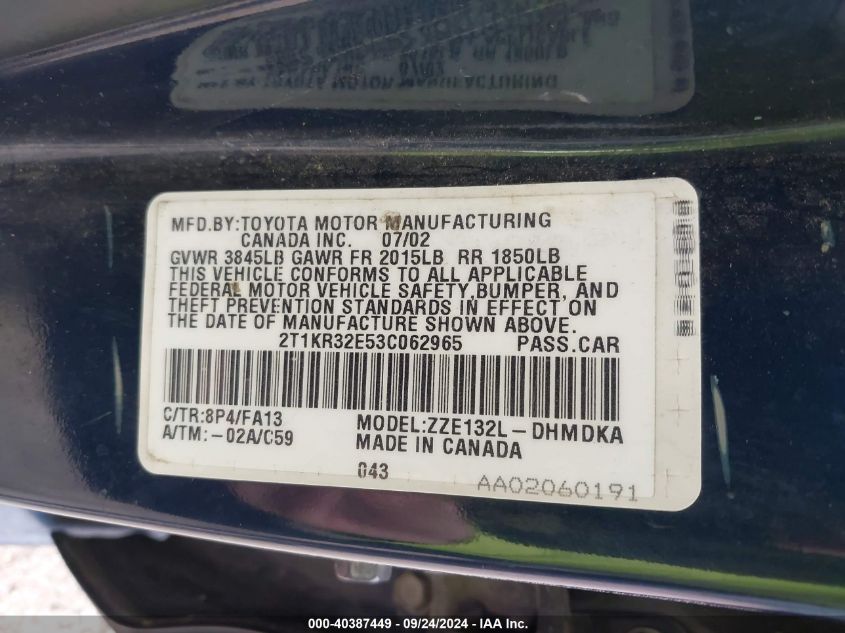 MFD.BY:TOYOTA MOTOR MANUFACTURING
CANADA INC. 07/02
GVWR 3845LB GAWR FR 2015LB RR 1850LB
THIS VEHICLE CONFORMS TO ALL APPLICABLE
FEDERAL MOTOR VEHICLE SAFETY,BUMPER, AND
THEFT PREVENTION STANDARDS IN EFFECT ON
THE DATE OF MANUFACTURE SHOWN ABOVE.
2T1KR32E53C062965 PASS.CAR
C/TR:8P4/FA13 MODEL:ZZE132L-DHMDKA
A/TM:-02A/C59 MADE IN CANADA
043 AA02060191
000-40387449 - 09/24/2024 - IAA Inc.